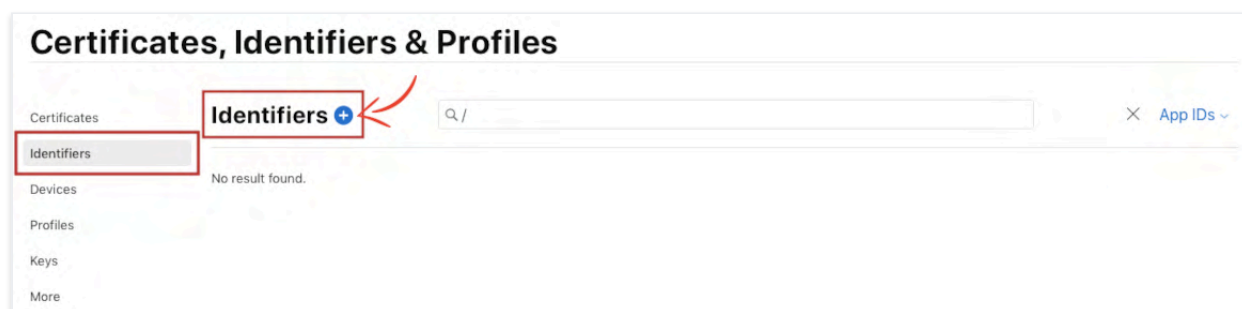 Certificates, Identifiers & Profiles
Certificates
Identifiers
Devices
Profiles
Keys
More
Identifiers
/
App IDs
No result found.